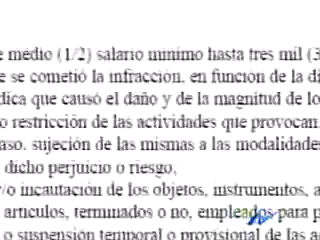 e medio (1/2) salario mínimo hasta tres mil (3
e se cometió la infracción, en función de la di
dica que causó el daño y de la magnitud de lo
o restricción de las actividades que provocan
aso, sujeción de las mismas a las modalidades
dicho perjuicio o riesgo,
/o incautación de los objetos, instrumentos, a
artículos, terminados o no, empleados para p
o suspensión temporal o provisional de las a